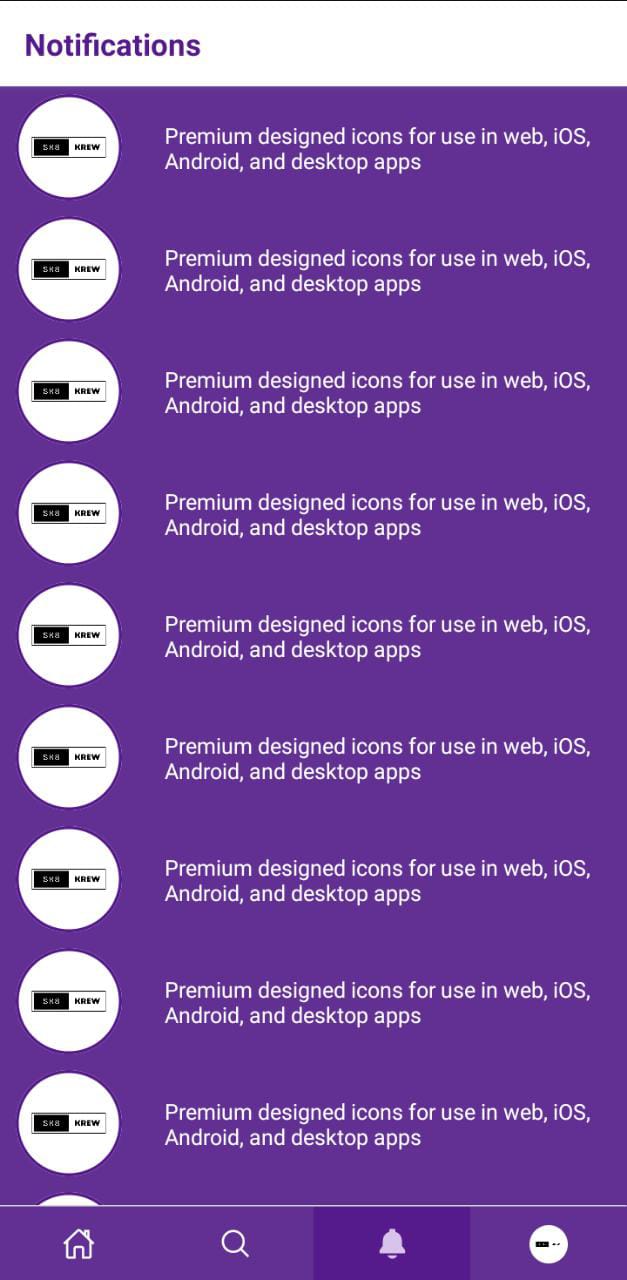 Notifications
SK8 KREW
Premium designed icons for use in web, iOS,
Android, and desktop apps
SK8 KREW
Premium designed icons for use in web, iOS,
Android, and desktop apps
SK8 KREW
Premium designed icons for use in web, iOS,
Android, and desktop apps
SK8 KREW
Premium designed icons for use in web, iOS,
Android, and desktop apps
SK8 KREW
Premium designed icons for use in web, iOS,
Android, and desktop apps
SK8 KREW
Premium designed icons for use in web, iOS,
Android, and desktop apps
SK8 KREW
Premium designed icons for use in web, iOS,
Android, and desktop apps
SK8 KREW
Premium designed icons for use in web, iOS,
Android, and desktop apps
SK8 KREW
Premium designed icons for use in web, iOS,
Android, and desktop apps